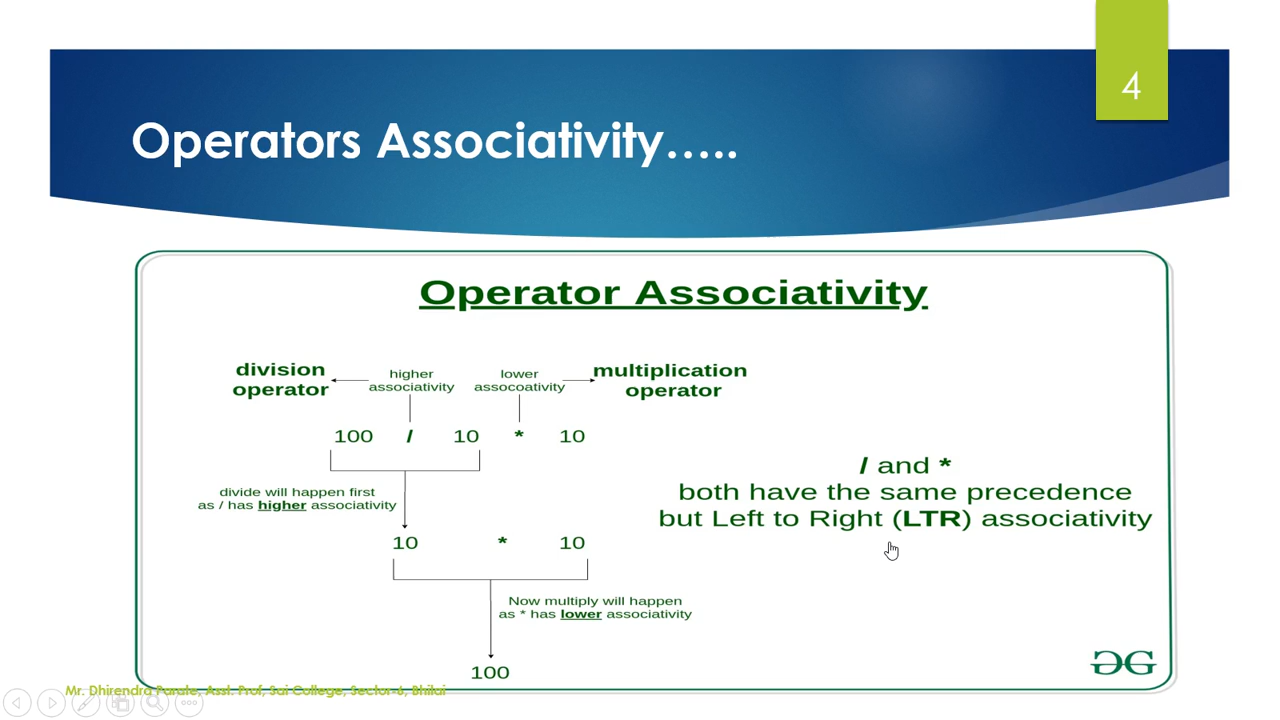 4
Operators Associativity…..
Operator Associativity
division
operator
higher
associativity
lower
assocoativity
multiplication
operator
100 / 10 * 10
divide will happen first
as / has higher associativity
10 * 10
Now multiply will happen
as * has lower associativity
100
/ and *
both have the same precedence
but Left to Right (LTR) associativity
Mr. Dhirendra Parate, Asst. Prof, Sai College, Sector-6, Bhilai